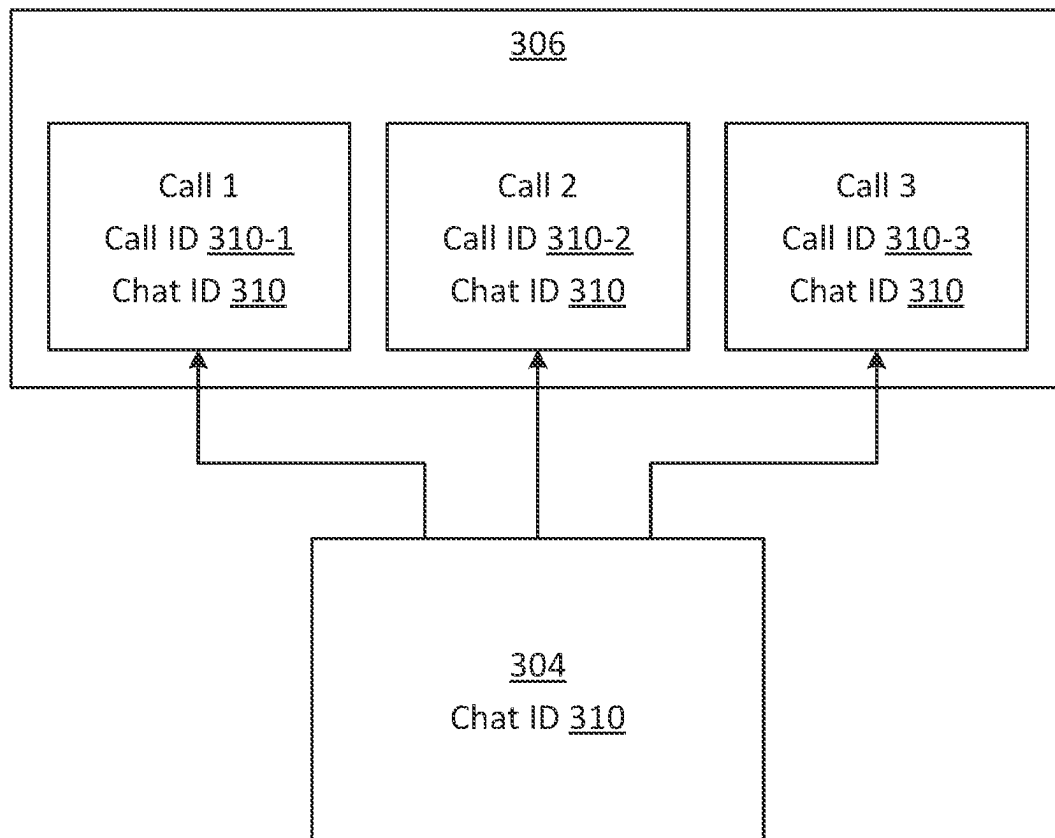 306
Call 1
Call ID 310-1
Chat ID 310
Call 2
Call ID 310-2
Chat ID 310
Call 3
Call ID 310-3
Chat ID 310
304
Chat ID 310